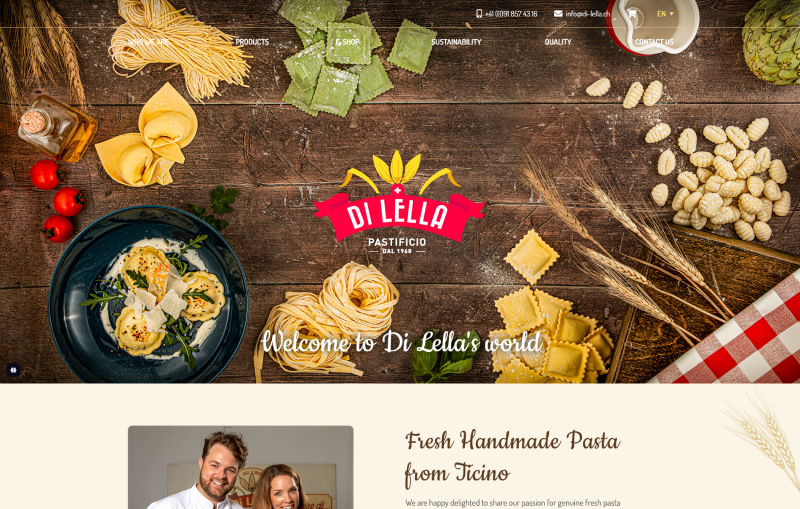 +41 (0)91 857 43 16
info@di-lella.ch
EN
WHO WE ARE
PRODUCTS
E-SHOP
SUSTAINABILITY
QUALITY
CONTACT US
DI LELLA
PASTIFICIO
DAL 1968
Welcome to Di Lella's world
Fresh Handmade Pasta
from Ticino
We are happy delighted to share our passion for genuine fresh pasta